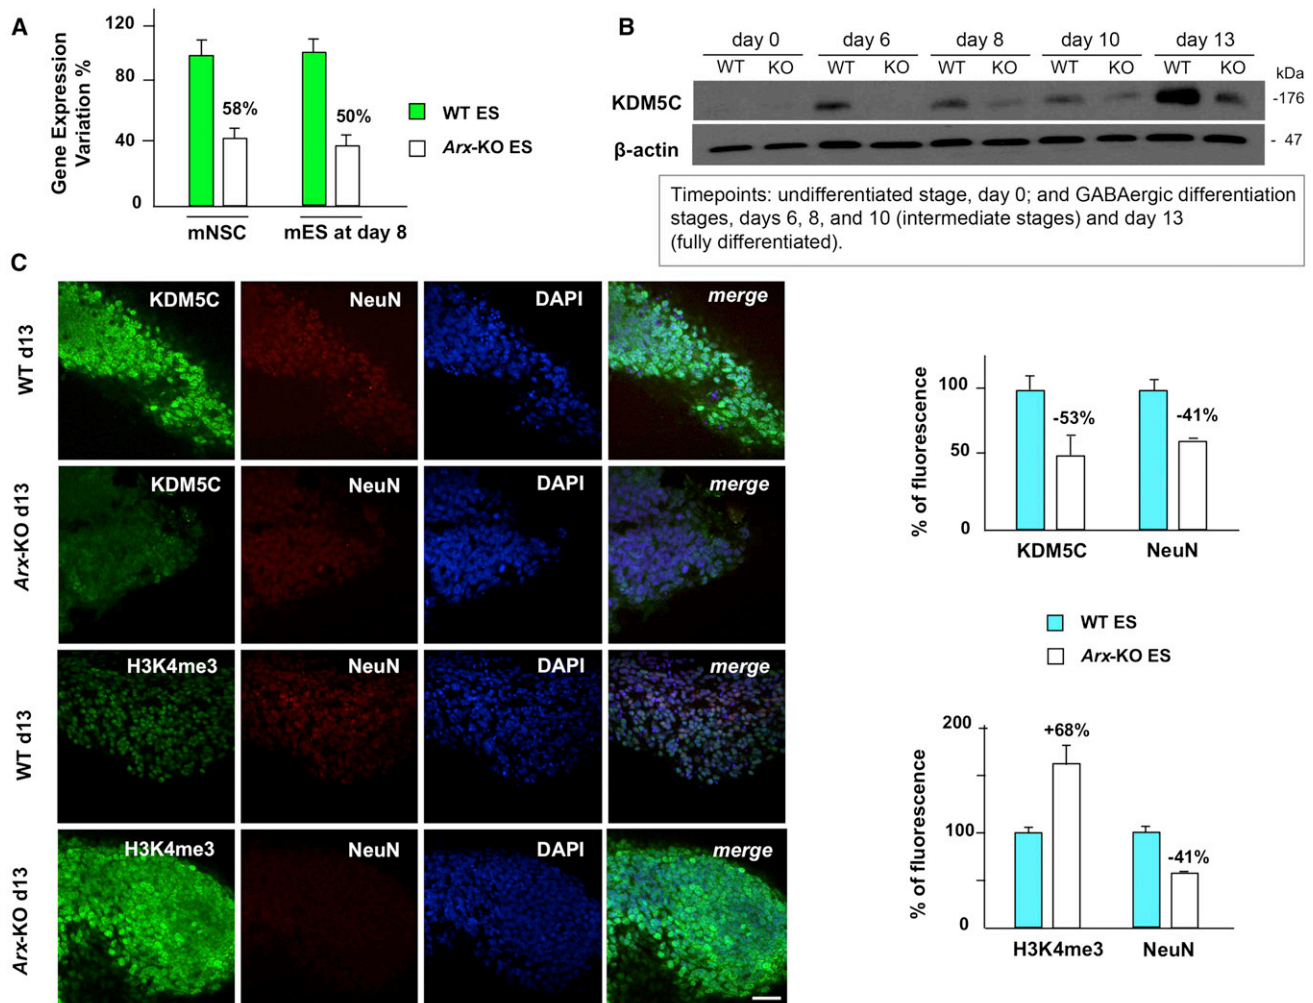 A
Gene Expression
Variation %
120
80
40
0
58%
50%
mNSC
mES at day 8
WT ES
Arx-KO ES
B
day 0 day 6 day 8 day 10 day 13
WT KO WT KO WT KO WT KO WT KO
kDa
KDM5C
-176
β-actin
- 47
Timepoints: undifferentiated stage, day 0; and GABAergic differentiation
stages, days 6, 8, and 10 (intermediate stages) and day 13
(fully differentiated).
C
WT d13
KDM5C NeuN DAPI merge
Arx-KO d13
KDM5C NeuN DAPI merge
WT d13
H3K4me3 NeuN DAPI merge
Arx-KO d13
H3K4me3 NeuN DAPI merge
% of fluorescence
100
50
0
-53%
-41%
KDM5C NeuN
WT ES
Arx-KO ES
% of fluorescence
200
100
0
+68%
-41%
H3K4me3 NeuN